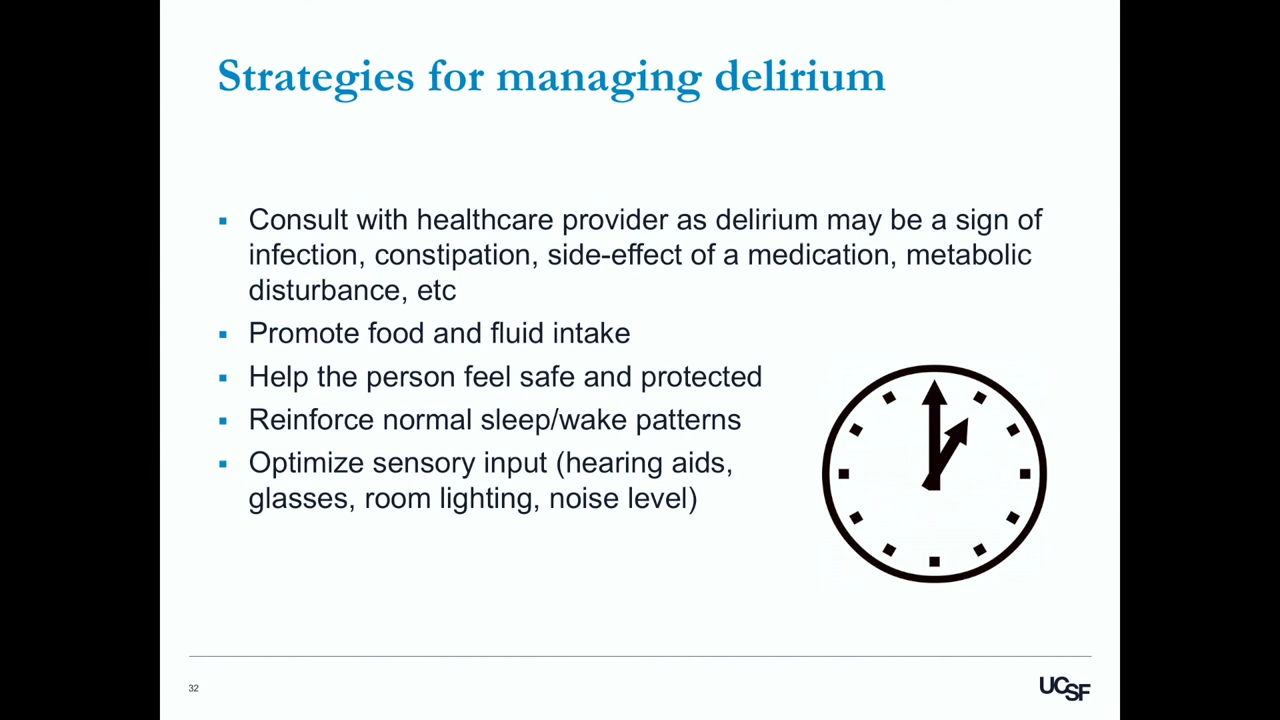 Strategies for managing delirium
▪ Consult with healthcare provider as delirium may be a sign of
infection, constipation, side-effect of a medication, metabolic
disturbance, etc
▪ Promote food and fluid intake
▪ Help the person feel safe and protected
▪ Reinforce normal sleep/wake patterns
▪ Optimize sensory input (hearing aids,
glasses, room lighting, noise level)
32
UCSF